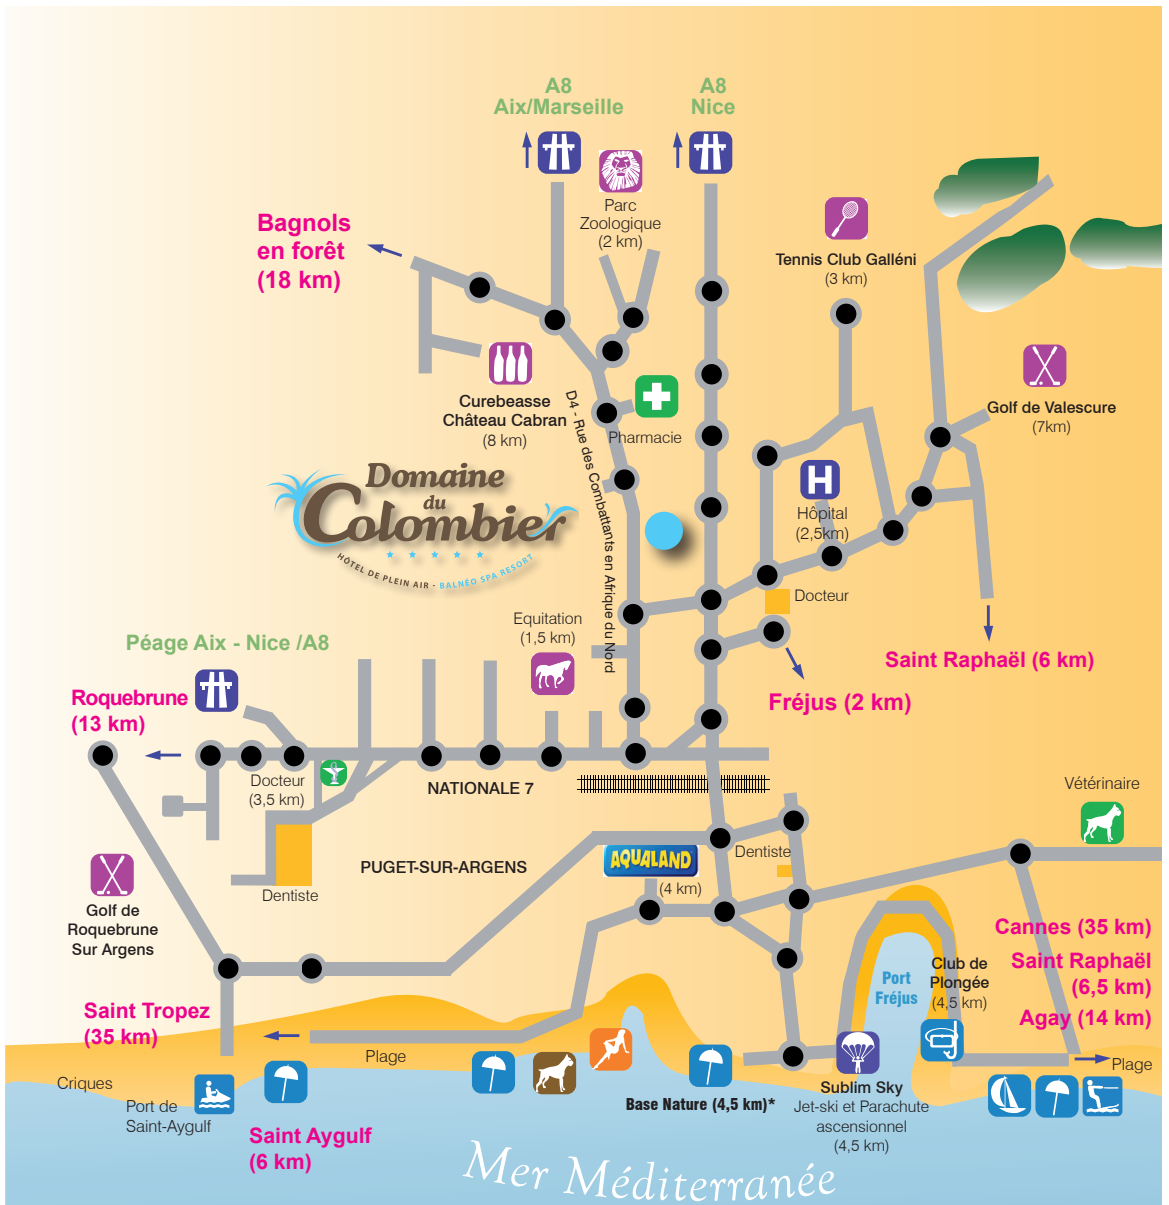 A8
Aix/Marseille
A8
Nice
Parc
Zoologique
(2 km)
Bagnols
en forêt
(18 km)
Tennis Club Galléni
(3 km)
Curebeasse
Château Cabran
(8 km)
Pharmacie
D4 - Rue des Combattants en Afrique du Nord
Golf de Valescure
(7km)
Domaine
du
Colombier
HÔTEL DE PLEIN AIR - BALNÉO SPA RESORT
H
Hôpital
(2,5km)
Docteur
Equitation
(1,5 km)
Péage Aix - Nice /A8
Roquebrune
(13 km)
Saint Raphaël (6 km)
Fréjus (2 km)
Docteur
(3,5 km)
NATIONALE 7
Vétérinaire
PUGET-SUR-ARGENS
AQUALAND
(4 km)
Dentiste
Dentiste
Golf de
Roquebrune
Sur Argens
Cannes (35 km)
Saint Raphaël
(6,5 km)
Agay (14 km)
Club de
Plongée
(4,5 km)
Port
Fréjus
Saint Tropez
(35 km)
Plage
Plage
Criques
Port de
Saint-Aygulf
Saint Aygulf
(6 km)
Base Nature (4,5 km)*
Sublim Sky
Jet-ski et Parachute
ascensionnel
(4,5 km)
Mer Méditerranée